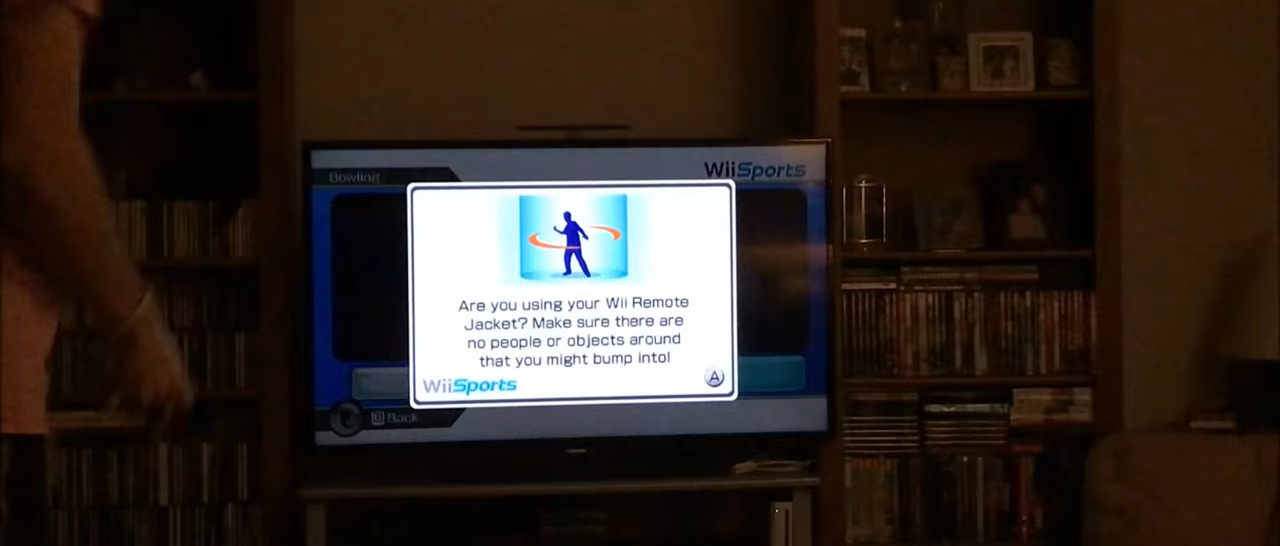 Bowling
WiiSports
Are you using your Wii Remote
Jacket? Make sure there are
no people or objects around
that you might bump into!
WiiSports
A
Back